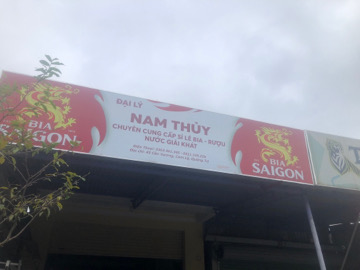 BIA
SAIGON
ĐẠI LÝ
NAM THỦY
CHUYÊN CUNG CẤP SỈ LẺ BIA - RƯỢU
NƯỚC GIẢI KHÁT
BIA
SAIGON